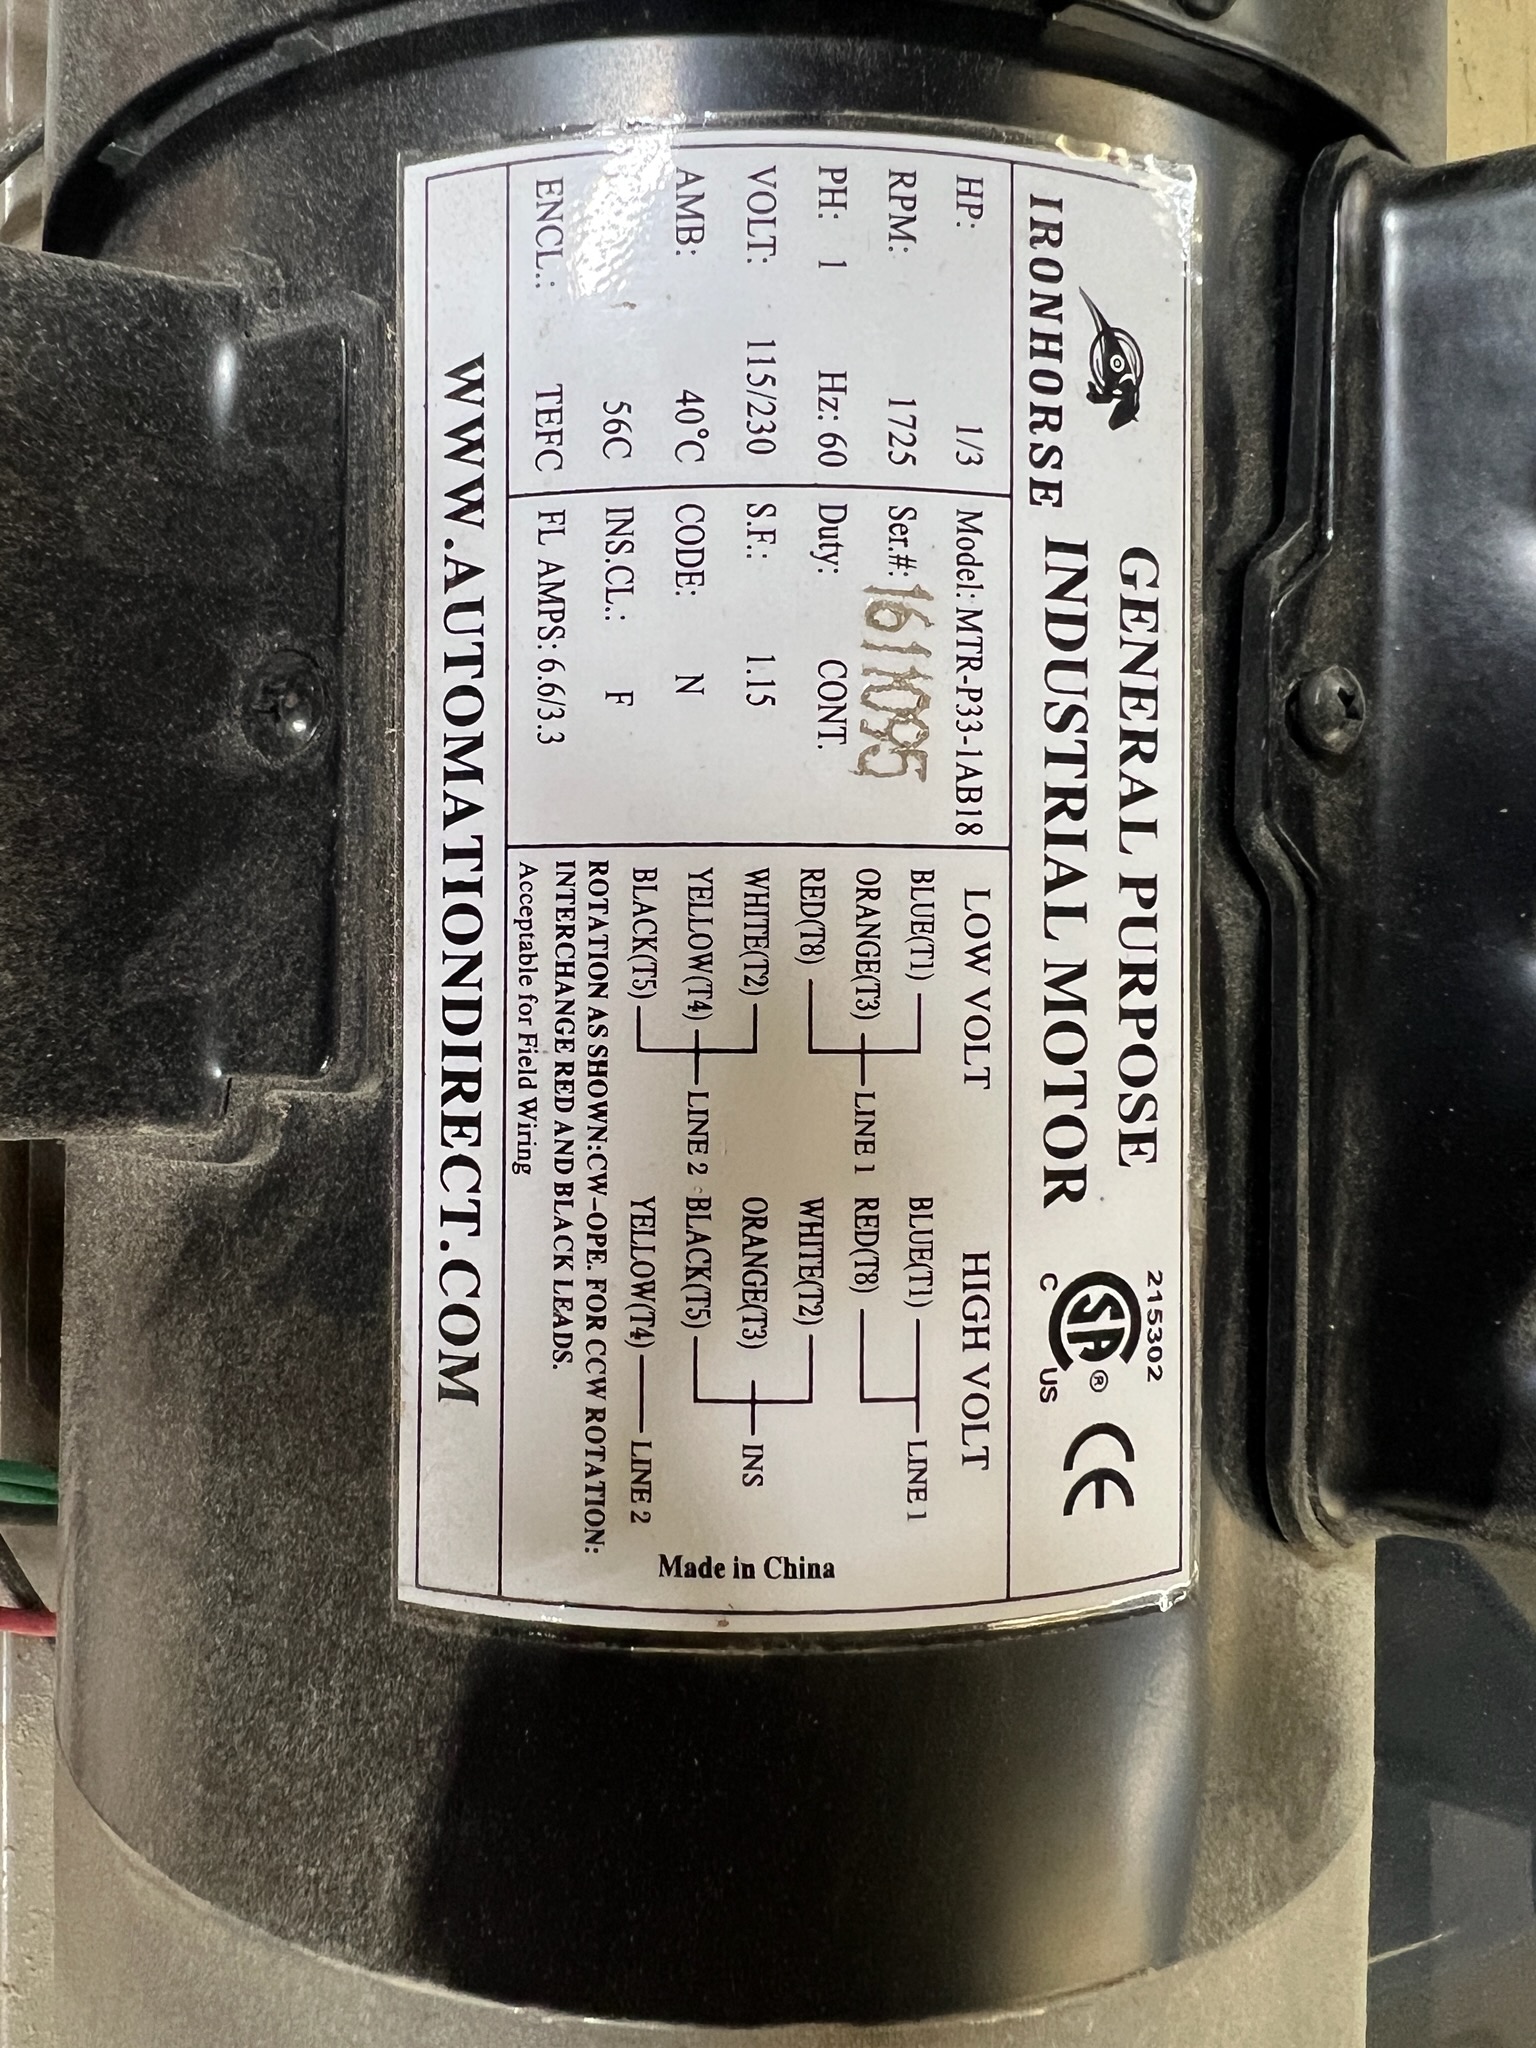 GENERAL PURPOSE
IRONHORSE INDUSTRIAL MOTOR
215302
C US
CE
HP: 1/3
RPM: 1725
PH: 1 Hz: 60
VOLT: 115/230
AMB: 40°C
56C
ENCL.: TEFC
Model: MTR-P33-1AB18
Ser.#: 1611095
Duty: CONT.
S.F.: 1.15
CODE: N
INS.CL.: F
FL AMPS: 6.6/3.3
LOW VOLT
BLUE(T1)
ORANGE(T3) LINE 1
RED(T8)
WHITE(T2)
YELLOW(T4) LINE 2
BLACK(T5)
HIGH VOLT
BLUE(T1) LINE 1
RED(T8)
WHITE(T2)
ORANGE(T3) INS
BLACK(T5)
YELLOW(T4) LINE 2
ROTATION AS SHOWN:CW-OPE. FOR CCW ROTATION:
INTERCHANGE RED AND BLACK LEADS.
Acceptable for Field Wiring
Made in China
WWW.AUTOMATIONDIRECT.COM